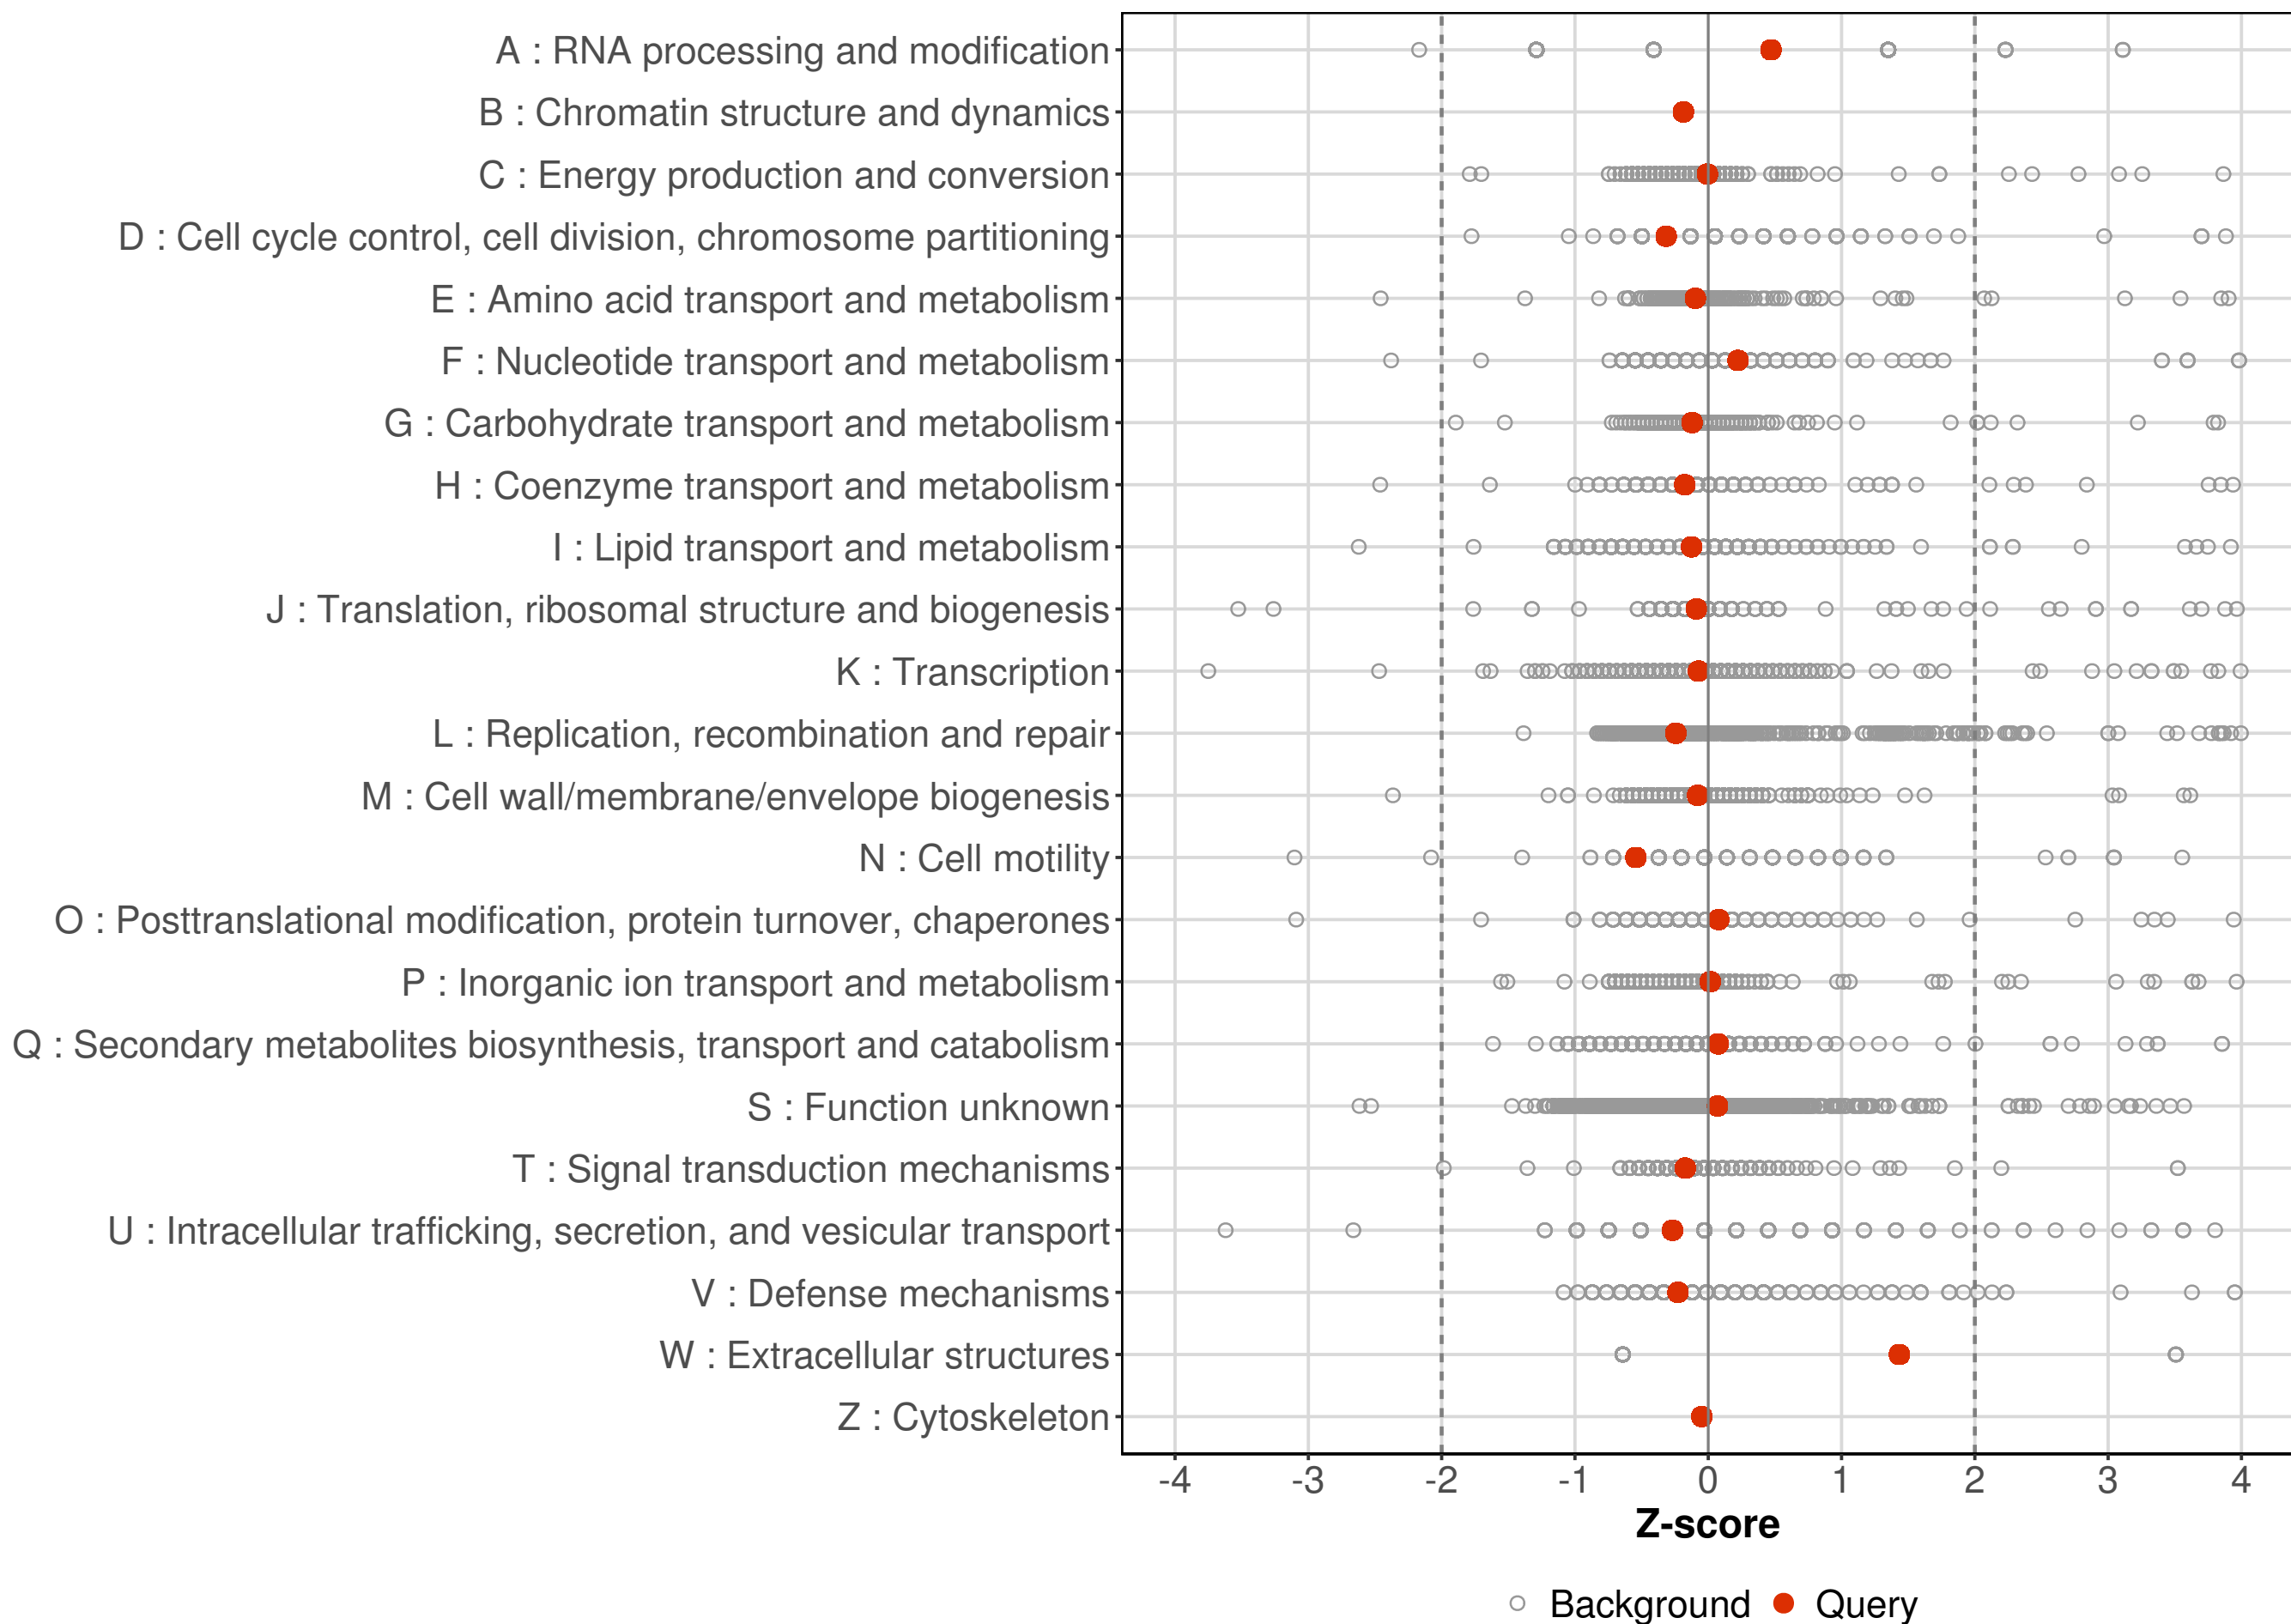 A : RNA processing and modification
B : Chromatin structure and dynamics
C : Energy production and conversion
D : Cell cycle control, cell division, chromosome partitioning
E : Amino acid transport and metabolism
F : Nucleotide transport and metabolism
G : Carbohydrate transport and metabolism
H : Coenzyme transport and metabolism
I : Lipid transport and metabolism
J : Translation, ribosomal structure and biogenesis
K : Transcription
L : Replication, recombination and repair
M : Cell wall/membrane/envelope biogenesis
N : Cell motility
O : Posttranslational modification, protein turnover, chaperones
P : Inorganic ion transport and metabolism
Q : Secondary metabolites biosynthesis, transport and catabolism
S : Function unknown
T : Signal transduction mechanisms
U : Intracellular trafficking, secretion, and vesicular transport
V : Defense mechanisms
W : Extracellular structures
Z : Cytoskeleton
-4 -3 -2 -1 0 1 2 3 4
Z-score
Background Query